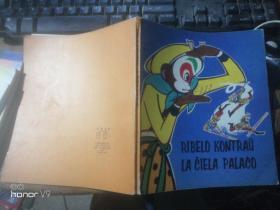 RIBELO KONTRAŬ
LA ĈIELA PALACO
honor V9